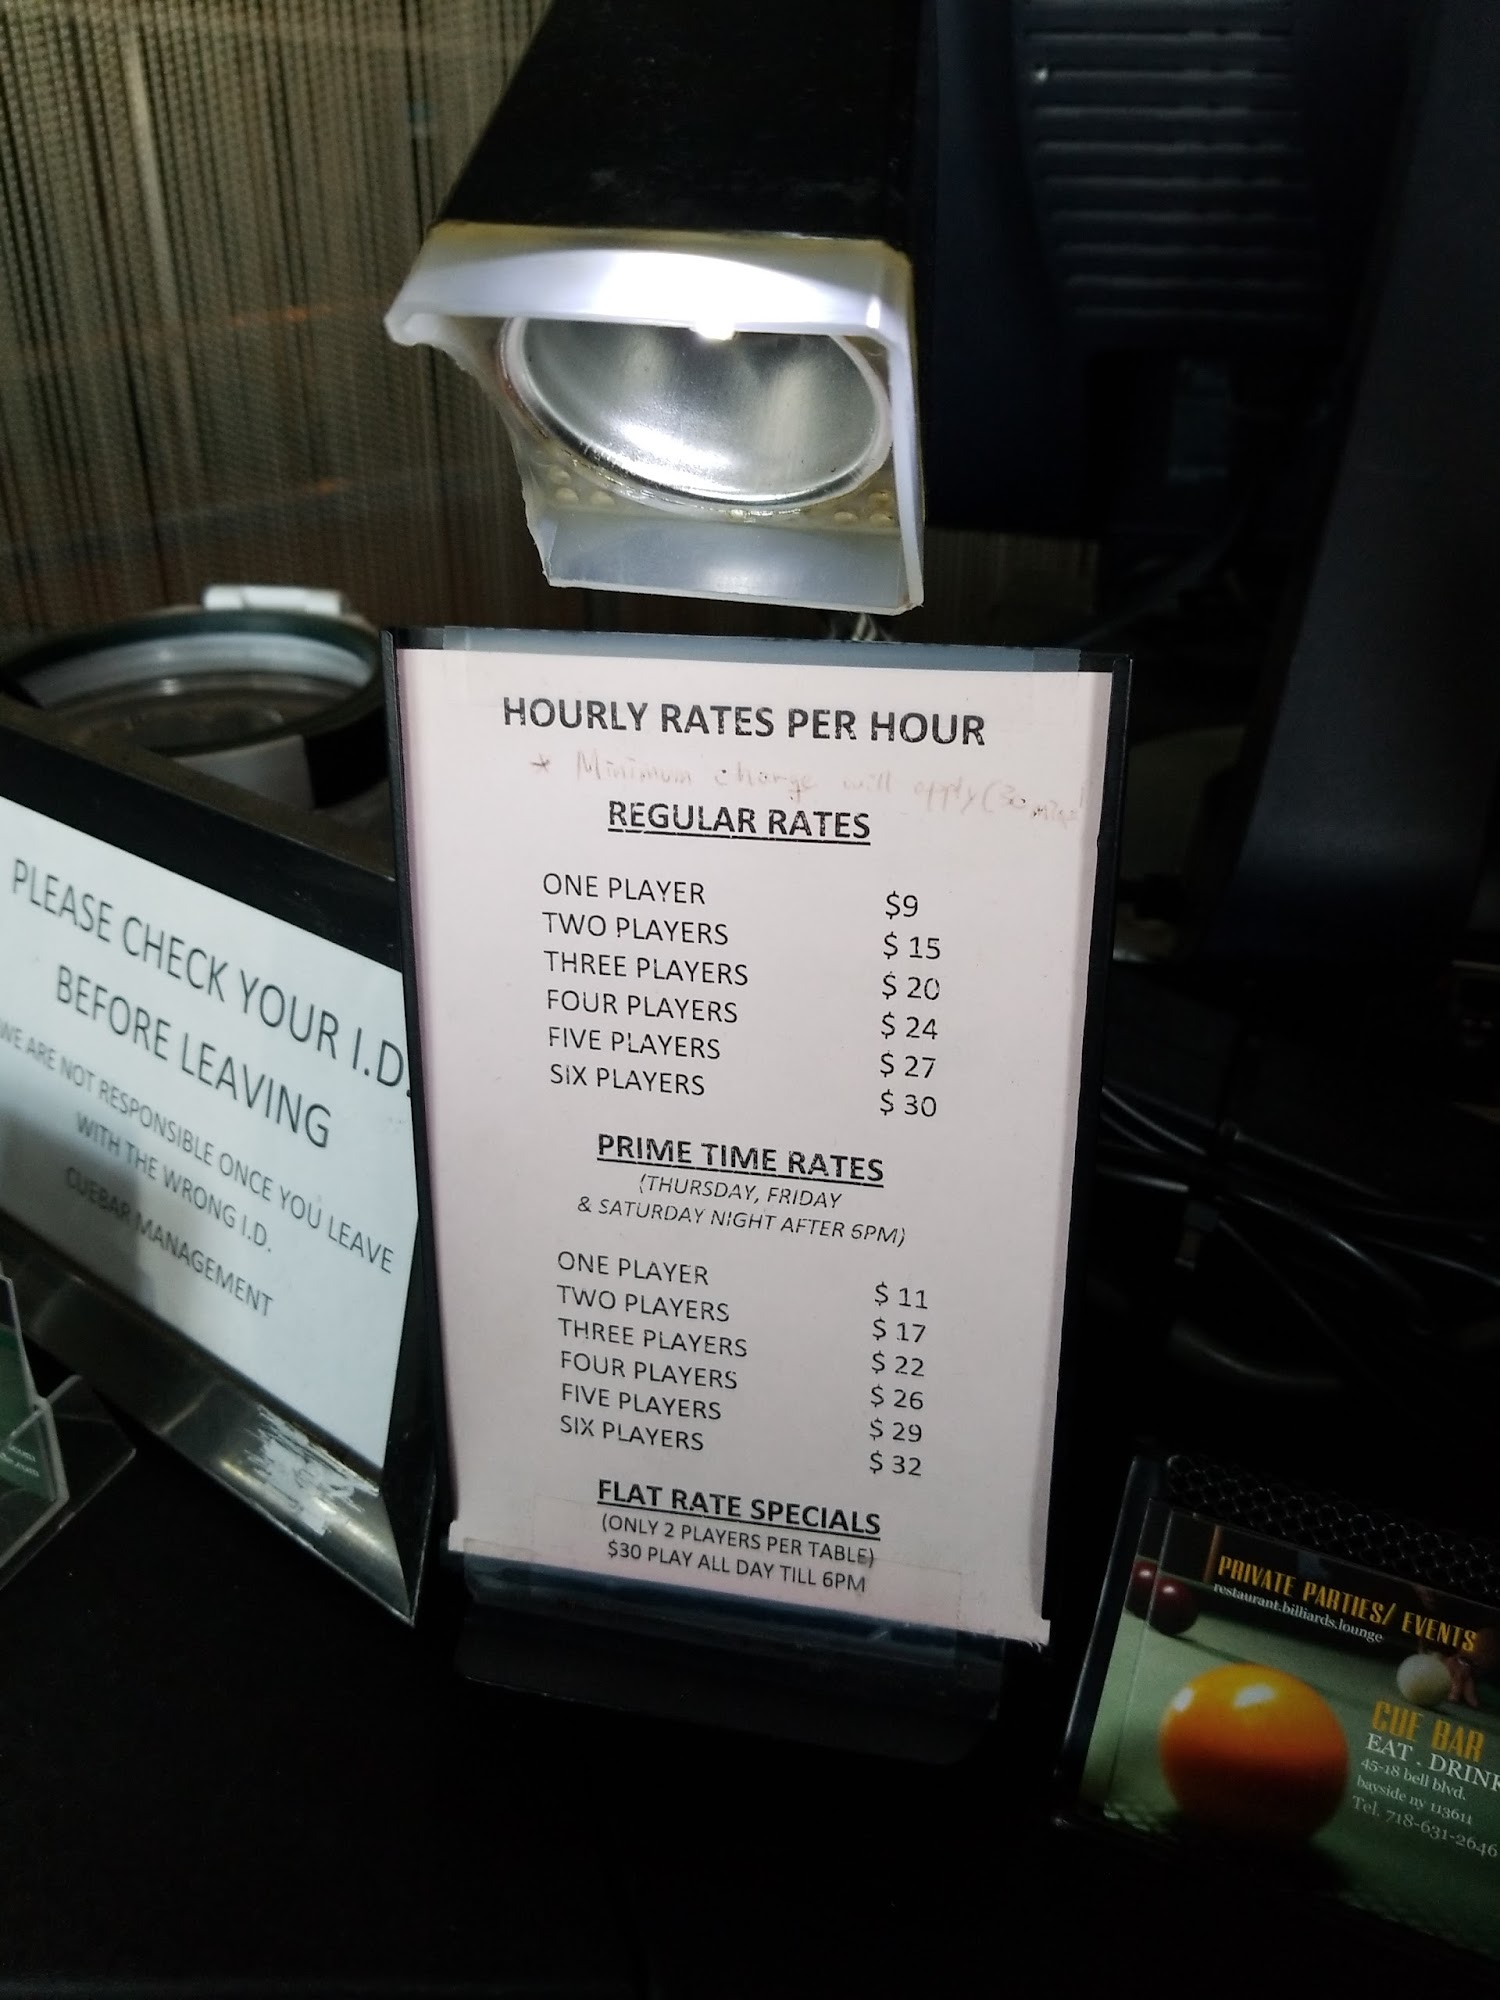 HOURLY RATES PER HOUR
* Minimum charge will apply (30 mins)
REGULAR RATES
ONE PLAYER $9
TWO PLAYERS $ 15
THREE PLAYERS $ 20
FOUR PLAYERS $ 24
FIVE PLAYERS $ 27
SIX PLAYERS $ 30
PRIME TIME RATES
(THURSDAY, FRIDAY
& SATURDAY NIGHT AFTER 6PM)
ONE PLAYER $ 11
TWO PLAYERS $ 17
THREE PLAYERS $ 22
FOUR PLAYERS $ 26
FIVE PLAYERS $ 29
SIX PLAYERS $ 32
FLAT RATE SPECIALS
(ONLY 2 PLAYERS PER TABLE)
$30 PLAY ALL DAY TILL 6PM
PLEASE CHECK YOUR I.D.
BEFORE LEAVING
WE ARE NOT RESPONSIBLE ONCE YOU LEAVE
WITH THE WRONG I.D.
CUEBAR MANAGEMENT
PRIVATE PARTIES/ EVENTS
restaurant.billiards.lounge
CUE BAR
EAT . DRINK
45-18 bell blvd.
bayside ny 113611
Tel. 718-631-2646